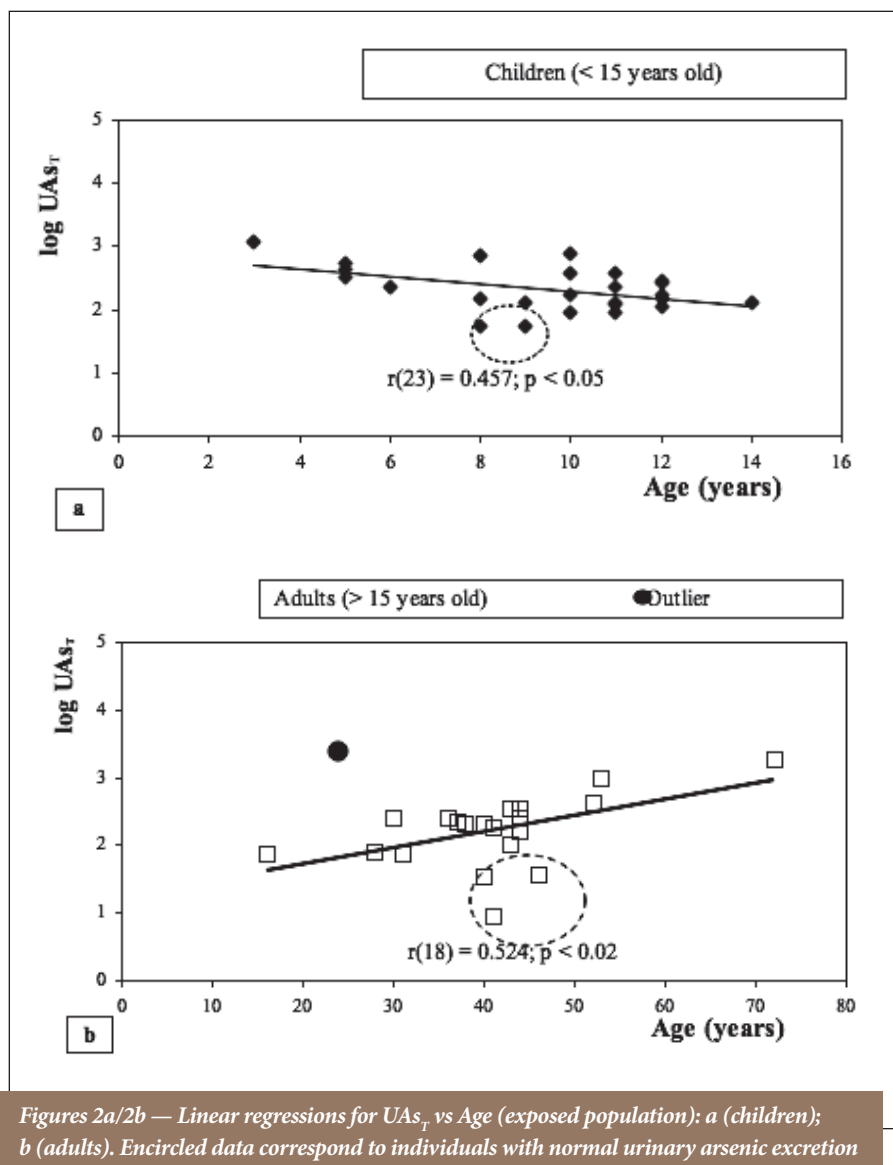 Children (< 15 years old)
5
4
3
2
1
0
log UAsT
0 2 4 6 8 10 12 14 16
r(23) = 0.457; p < 0.05
Age (years)
a
Adults (> 15 years old) Outlier
5
4
3
2
1
0
log UAsT
0 10 20 30 40 50 60 70 80
r(18) = 0.524; p < 0.02
Age (years)
b
Figures 2a/2b — Linear regressions for UAsT vs Age (exposed population): a (children);
b (adults). Encircled data correspond to individuals with normal urinary arsenic excretion